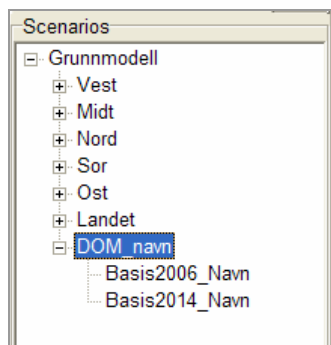 Scenarios
Grunnmodell
Vest
Midt
Nord
Sor
Ost
Landet
DOM_navn
Basis2006_Navn
Basis2014_Navn